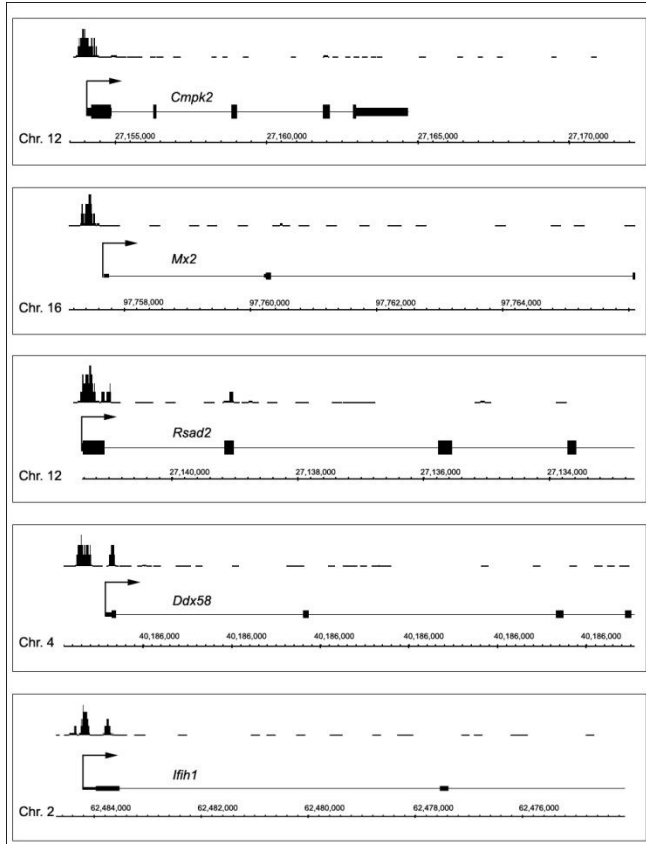 Cmpk2
Chr. 12 27,155,000 27,160,000 27,165,000 27,170,000
Mx2
Chr. 16 97,758,000 97,760,000 97,762,000 97,764,000
Rsad2
Chr. 12 27,140,000 27,138,000 27,136,000 27,134,000
Ddx58
Chr. 4 40,186,000 40,186,000 40,186,000 40,186,000 40,186,000 40,186,000
Ifih1
Chr. 2 62,484,000 62,482,000 62,480,000 62,478,000 62,476,000